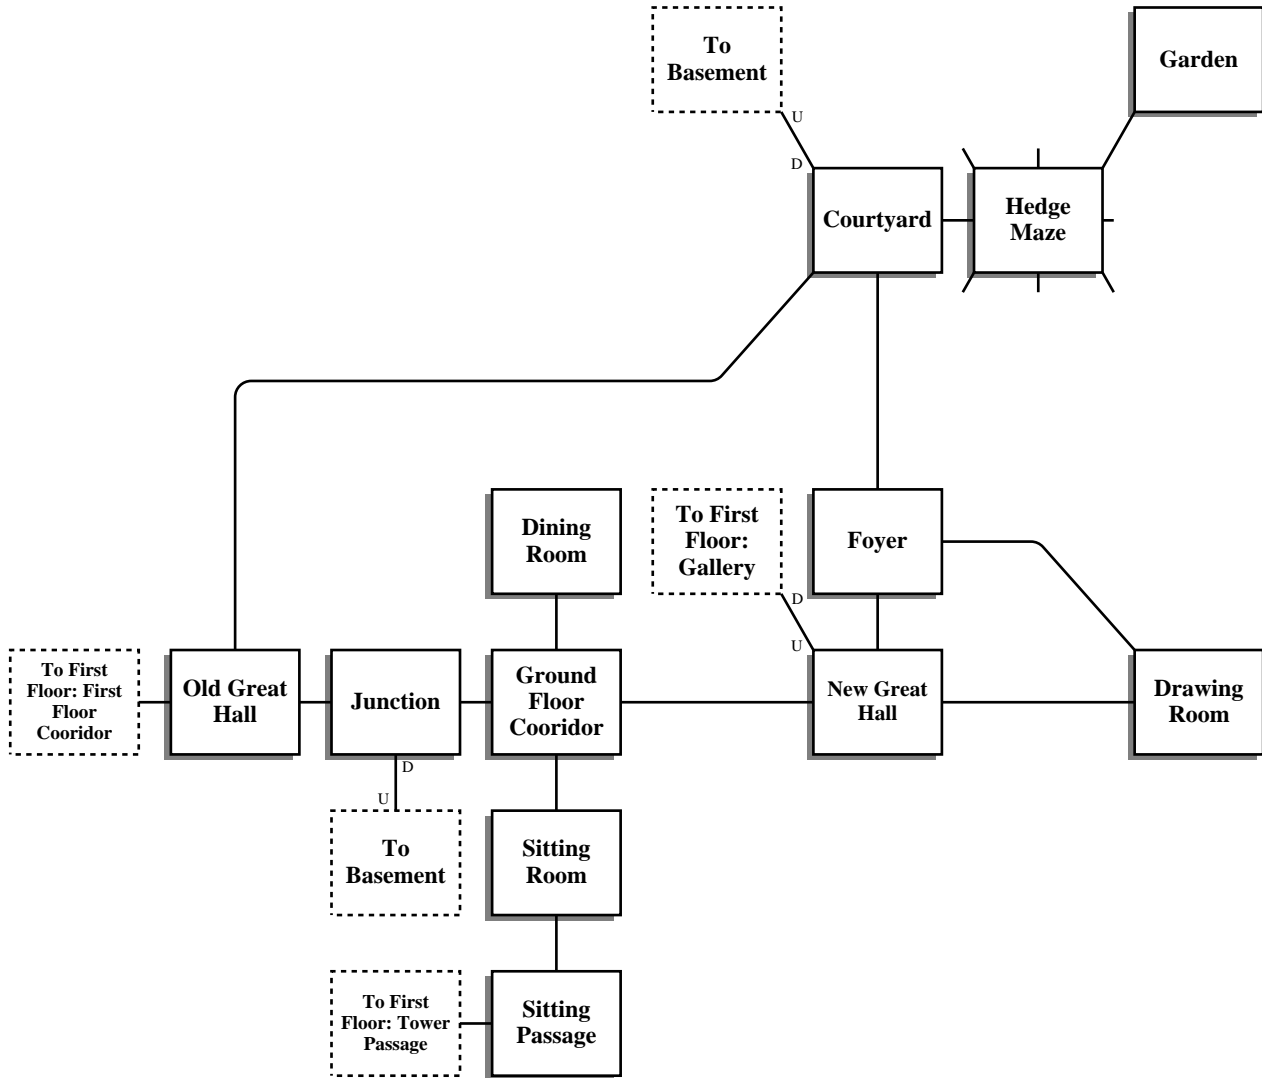 To
Basement
Garden
U
D
Courtyard
Hedge
Maze
Dining
Room
To First
Floor:
Gallery
Foyer
D
U
To First
Floor: First
Floor
Cooridor
Old Great
Hall
Junction
Ground
Floor
Cooridor
New Great
Hall
Drawing
Room
D
U
To
Basement
Sitting
Room
To First
Floor: Tower
Passage
Sitting
Passage